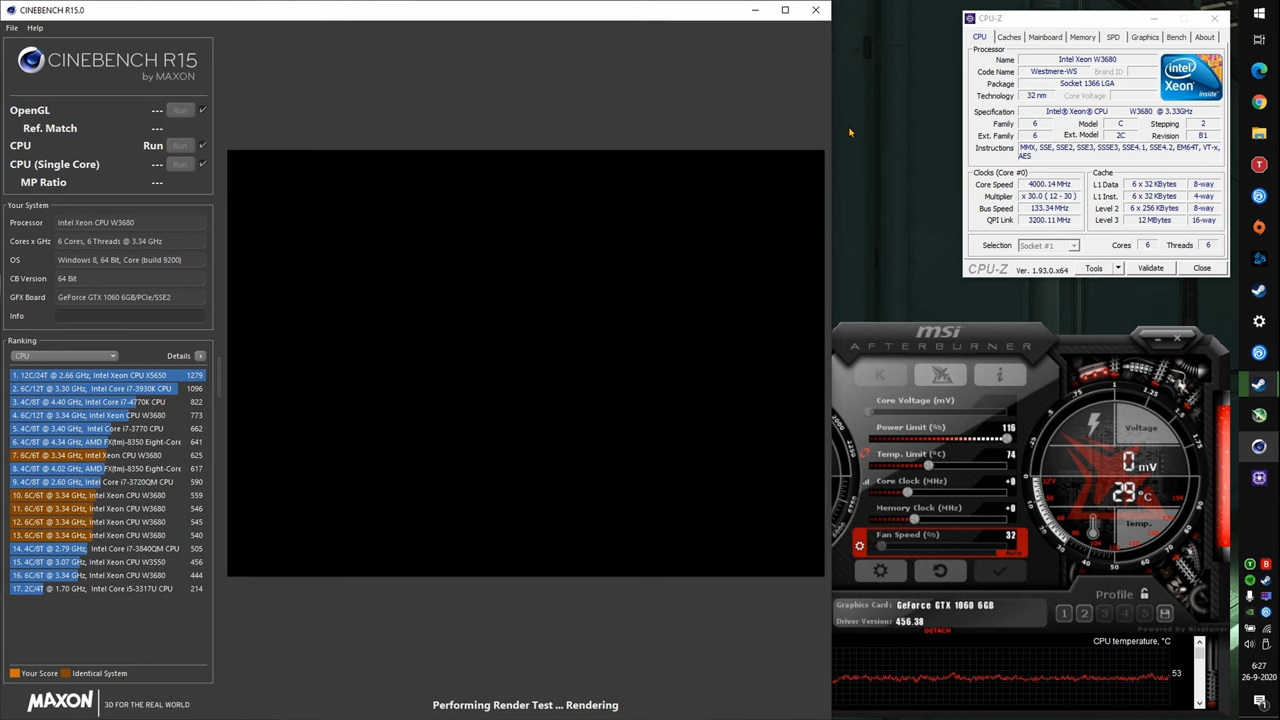 CINEBENCH R15.0
File Help
CINEBENCH R15
by MAXON
OpenGL --- Run
Ref. Match ---
CPU Run Run
CPU (Single Core) --- Run
MP Ratio ---
Your System
Processor Intel Xeon CPU W3680
Cores x GHz 6 Cores, 6 Threads @ 3.34 GHz
OS Windows 8, 64 Bit, Core (build 9200)
CB Version 64 Bit
GFX Board GeForce GTX 1060 6GB/PCIe/SSE2
Info
Ranking
CPU Details
1. 12C/24T @ 2.66 GHz, Intel Xeon CPU X5650 1279
2. 6C/12T @ 3.30 GHz, Intel Core i7-3930K CPU 1096
3. 4C/8T @ 4.40 GHz, Intel Core i7-4770K CPU 822
4. 6C/12T @ 3.34 GHz, Intel Xeon CPU W3680 773
5. 4C/8T @ 3.40 GHz, Intel Core i7-3770 CPU 662
6. 4C/8T @ 4.34 GHz, AMD FX(tm)-8350 Eight-Core 641
7. 6C/6T @ 3.34 GHz, Intel Xeon CPU W3680 625
8. 4C/8T @ 4.02 GHz, AMD FX(tm)-8350 Eight-Core 617
9. 4C/8T @ 2.60 GHz, Intel Core i7-3720QM CPU
10. 6C/6T @ 3.34 GHz, Intel Xeon CPU W3680 559
11. 6C/6T @ 3.34 GHz, Intel Xeon CPU W3680 546
12. 6C/6T @ 3.34 GHz, Intel Xeon CPU W3680
13. 6C/6T @ 3.34 GHz, Intel Xeon CPU W3680
14. 4C/8T @ 2.79 GHz, Intel Core i7-3840QM CPU 505
15. 4C/8T @ 3.07 GHz, Intel Xeon CPU W3550
16. 6C/6T @ 3.34 GHz, Intel Xeon CPU W3680 444
17. 2C/4T @ 1.70 GHz, Intel Core i5-3317U CPU 214
Your Score Identical System
MAXON 3D FOR THE REAL WORLD
Performing Render Test ... Rendering
CPU-Z
CPU Caches Mainboard Memory SPD Graphics Bench About
Processor
Name Intel Xeon W3680
Code Name Westmere-WS Brand ID
Package Socket 1366 LGA
Technology 32 nm Core Voltage
intel
Xeon
inside
Specification Intel® Xeon® CPU W3680 @ 3.33GHz
Family 6 Model C Stepping 2
Ext. Family 6 Ext. Model 2C Revision B1
Instructions MMX, SSE, SSE2, SSE3, SSSE3, SSE4.1, SSE4.2, EM64T, VT-x,
AES
Clocks (Core #0) Cache
Core Speed 4000.14 MHz L1 Data 6 x 32 KBytes 8-way
Multiplier x 30.0 ( 12 - 30 ) L1 Inst. 6 x 32 KBytes 4-way
Bus Speed 133.34 MHz Level 2 6 x 256 KBytes 8-way
QPI Link 3200.11 MHz Level 3 12 MBytes 16-way
Selection Socket #1 Cores 6 Threads 6
CPU-Z Ver. 1.93.0.x64 Tools Validate Close
msi
AFTERBURNER
K i
Core Voltage (mV)
Power Limit (%) 116
Temp. Limit (°C) 74
Core Clock (MHz) +0
Memory Clock (MHz) +0
Fan Speed (%) 32
Auto
Voltage
0 mV
29 °C
Temp.
Profile
1 2 3 4 5
Graphics Card: GeForce GTX 1060 6GB
Driver Version: 456.38
DETACH
Powered by Rivatuner
CPU temperature, °C
53
6:27
26-9-2020